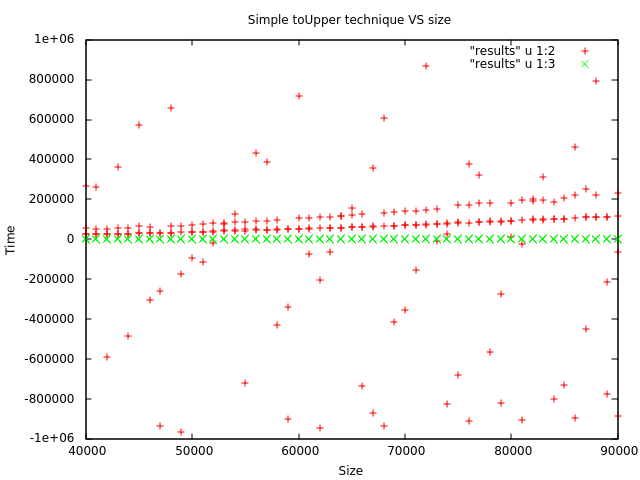 Simple toUpper technique VS size
1e+06
800000
600000
400000
200000
0
-200000
-400000
-600000
-800000
-1e+06
Time
"results" u 1:2
"results" u 1:3
40000 50000 60000 70000 80000 90000
Size